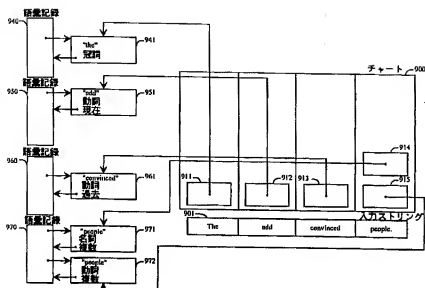 語彙記録
940
"the"
冠詞
941
チャート
900
語彙記録
950
"odd"
動詞
現在
951
語彙記録
960
"convinced"
動詞
過去
961
911
912
913
914
915
入力ストリング
901
The
odd
convinced
people.
語彙記録
970
"people"
名詞
複数
971
"people"
動詞
複数
972